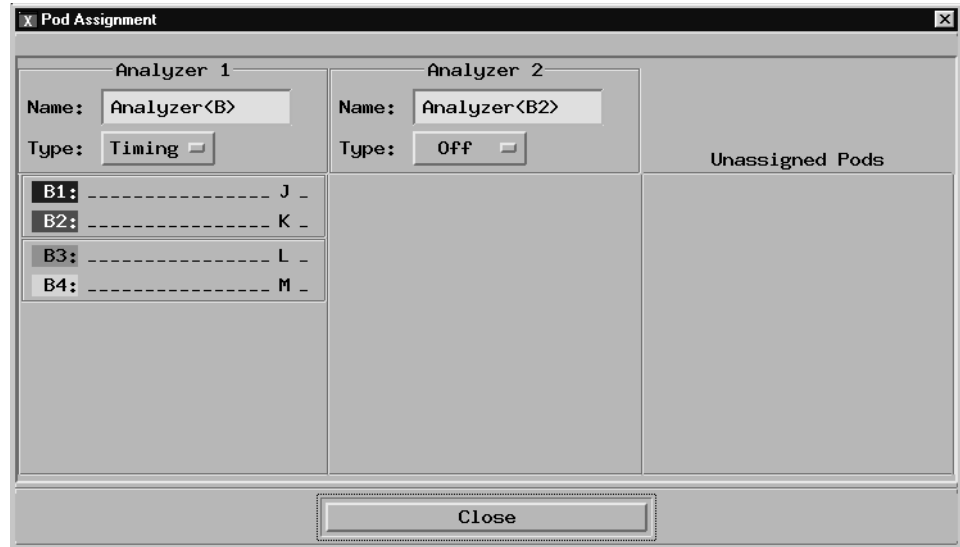 X Pod Assignment X
Analyzer 1 Analyzer 2
Name: Analyzer<B> Name: Analyzer<B2>
Type: Timing Type: Off
Unassigned Pods
B1: ________________ J _
B2: ________________ K _
B3: ________________ L _
B4: ________________ M _
Close